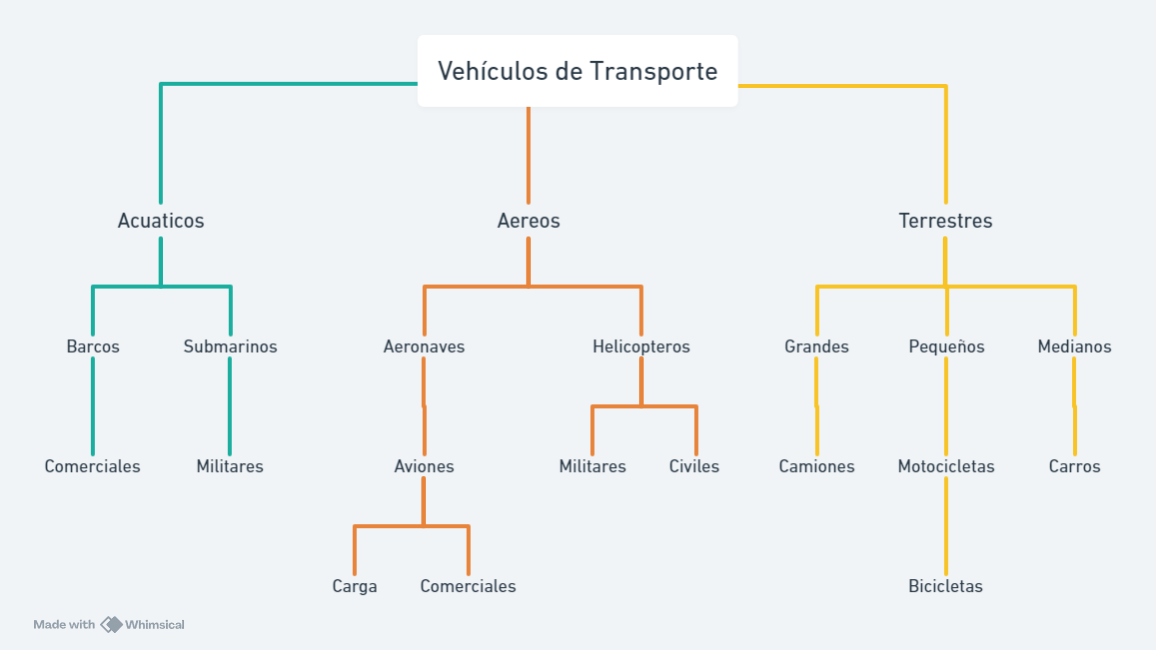 Vehículos de Transporte
Acuaticos
Aereos
Terrestres
Barcos
Submarinos
Aeronaves
Helicopteros
Grandes
Pequeños
Medianos
Comerciales
Militares
Aviones
Militares
Civiles
Camiones
Motocicletas
Carros
Carga
Comerciales
Bicicletas
Made with Whimsical